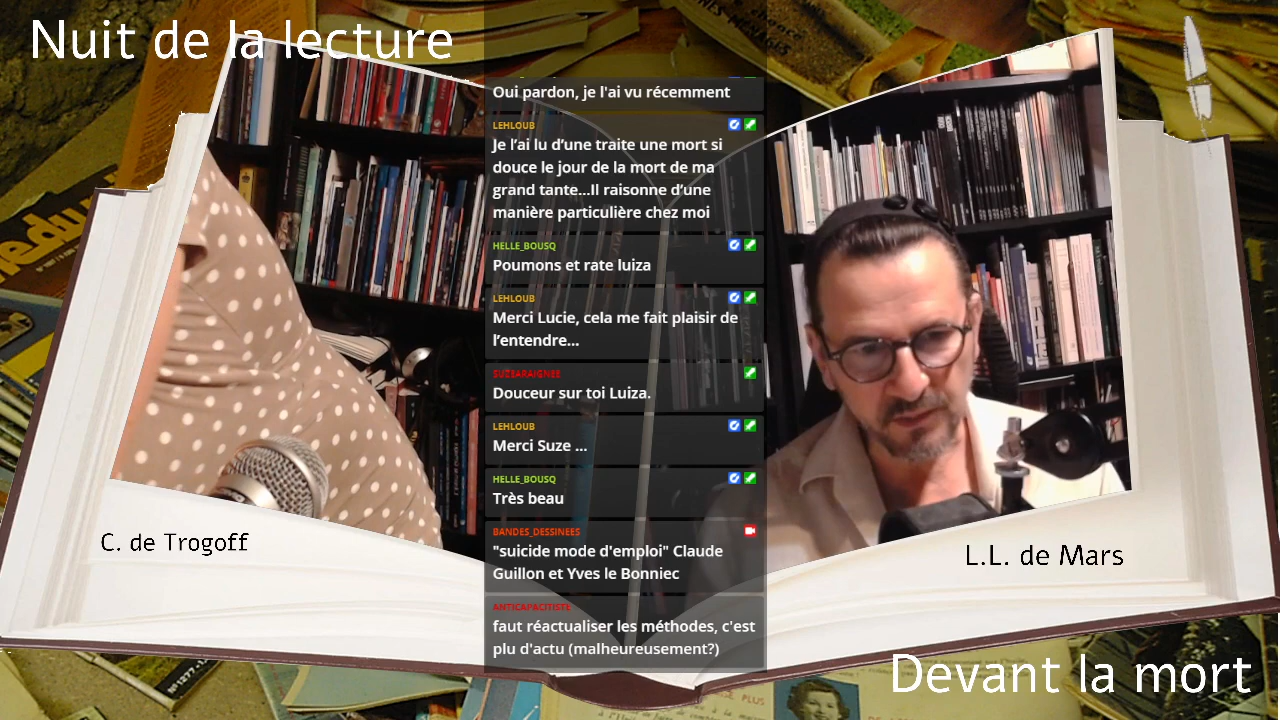 Nuit de la lecture
Oui pardon, je l'ai vu récemment
LEHLOUB
Je l’ai lu d’une traite une mort si
douce le jour de la mort de ma
grand tante...Il raisonne d’une
manière particulière chez moi
HELLE_BOUSQ
Poumons et rate luiza
LEHLOUB
Merci Lucie, cela me fait plaisir de
l’entendre...
SUZEARAIGNEE
Douceur sur toi Luiza.
LEHLOUB
Merci Suze ...
HELLE_BOUSQ
Très beau
BANDES_DESSINEES
"suicide mode d'emploi" Claude
Guillon et Yves le Bonniec
ANTICAPACITISTE
faut réactualiser les méthodes, c'est
plu d'actu (malheureusement?)
C. de Trogoff
L.L. de Mars
Devant la mort